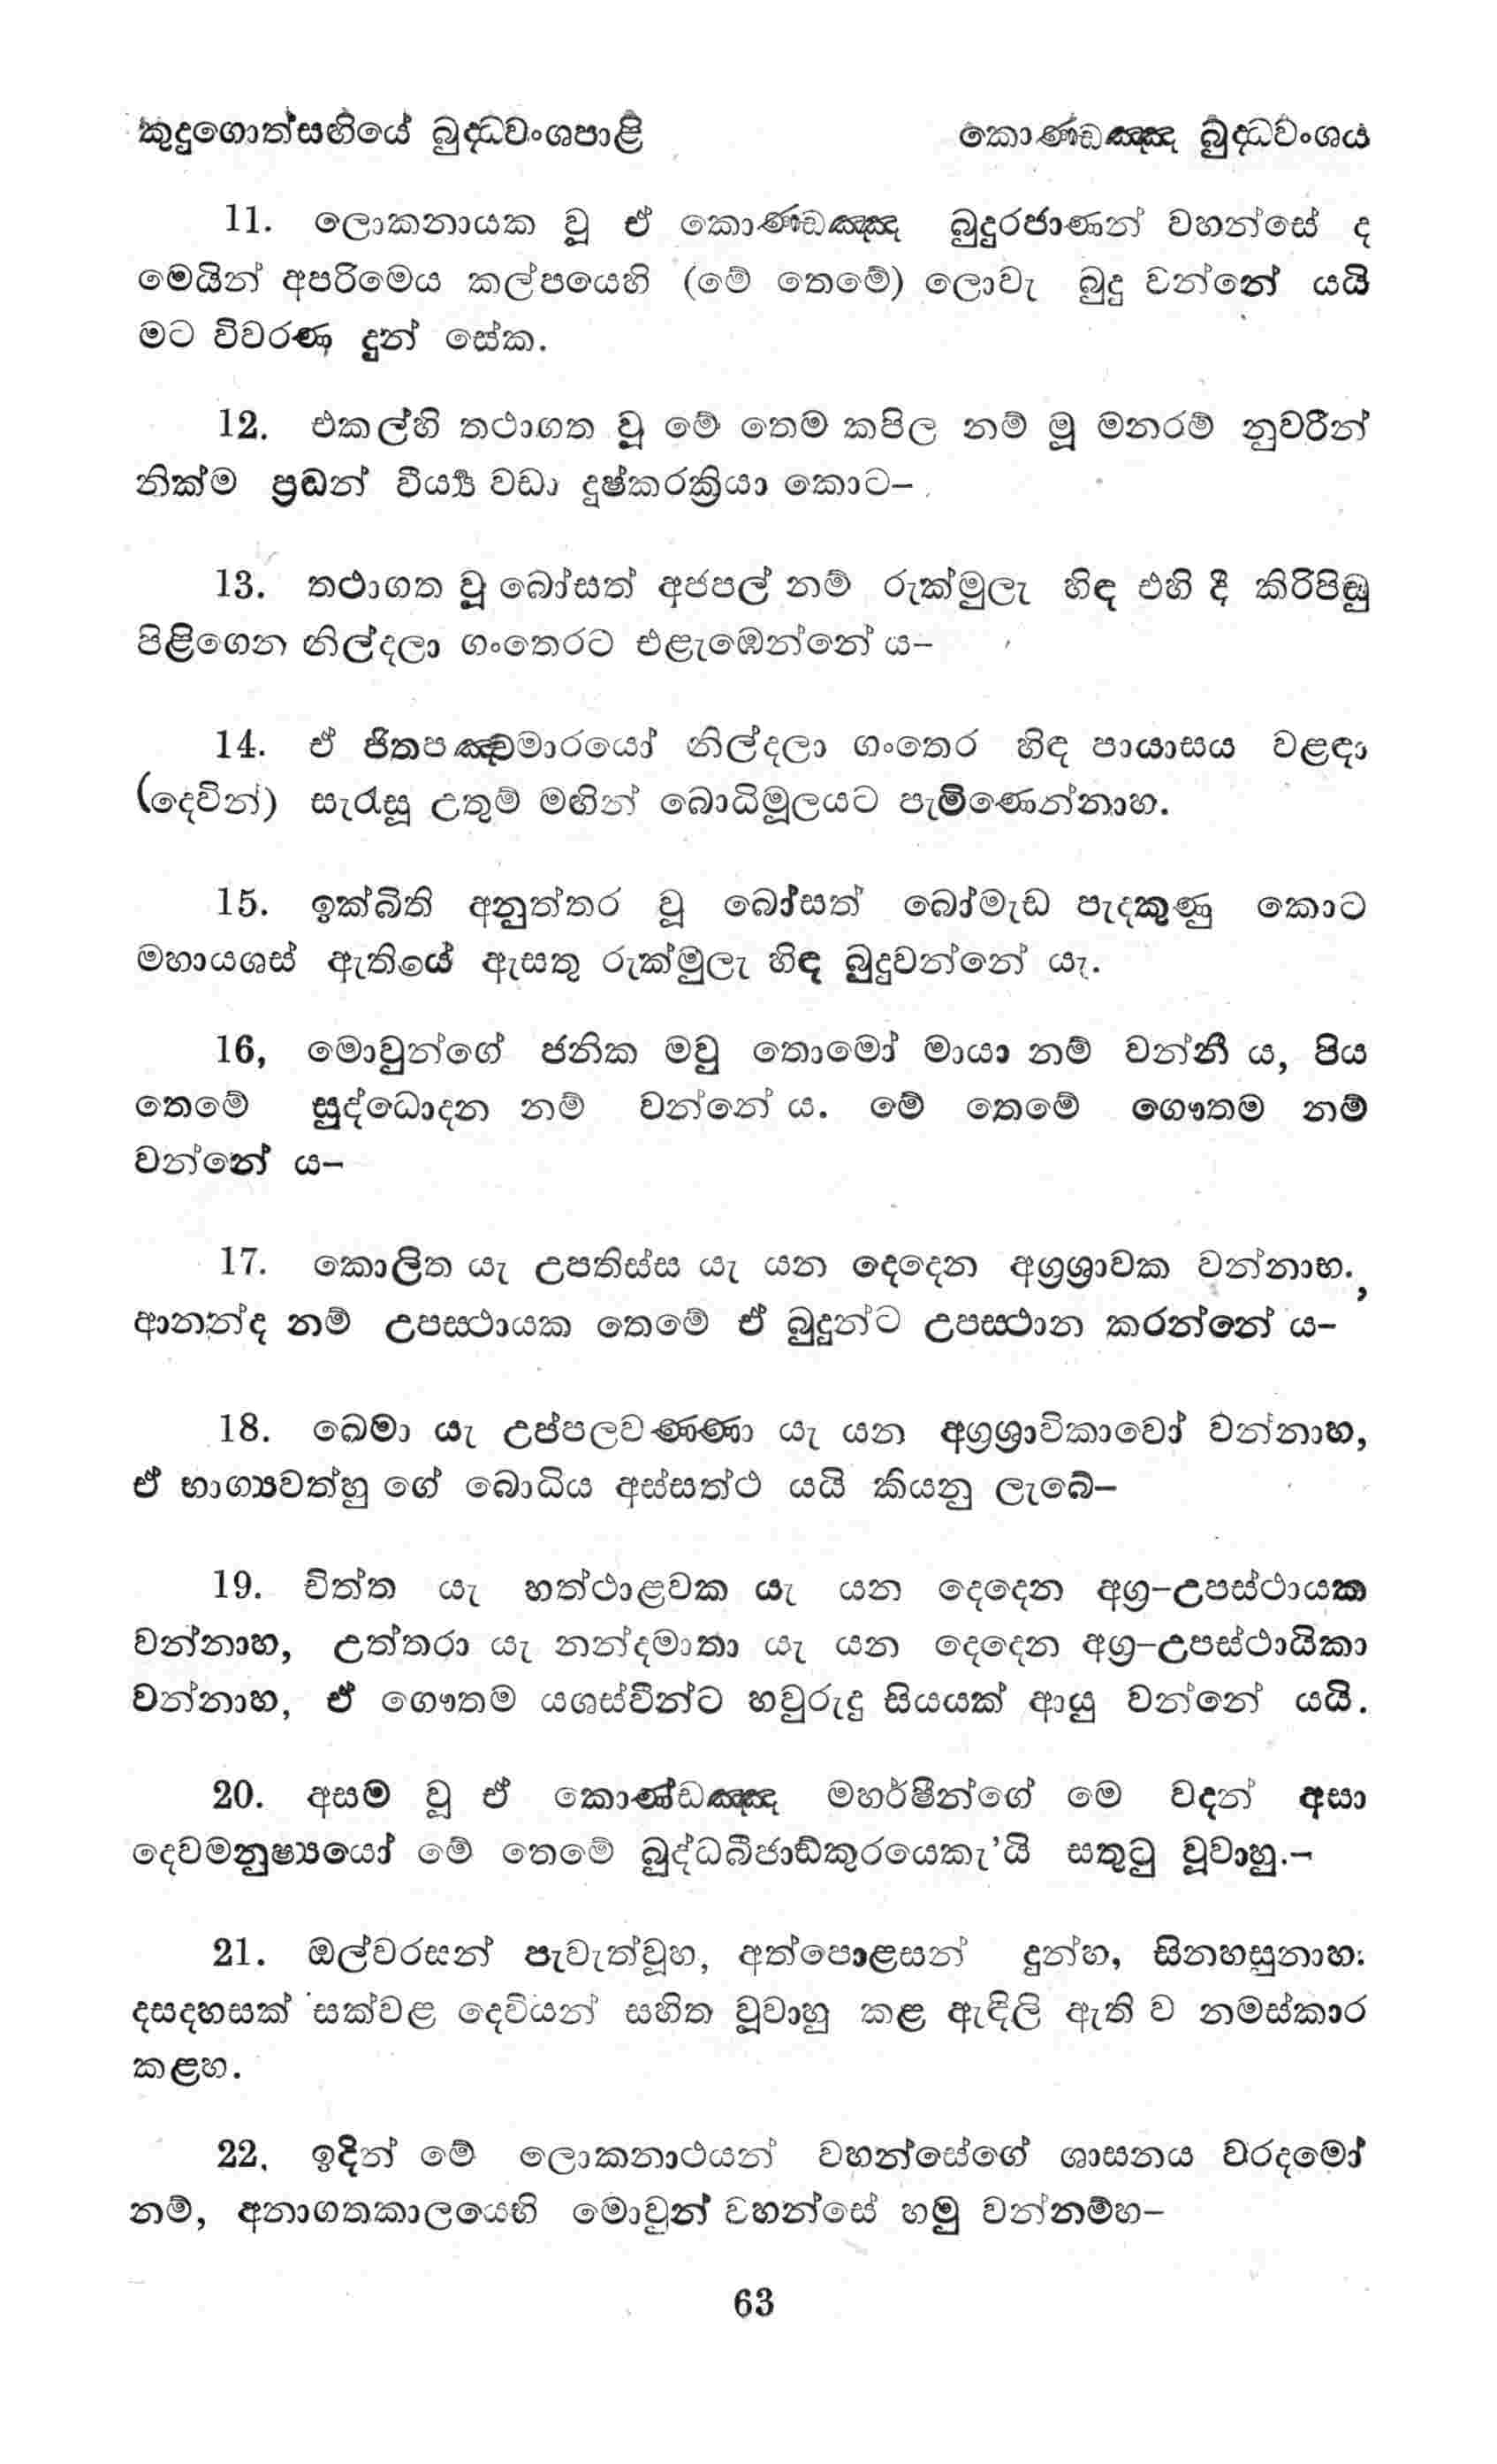 කුදුගොත්සඟියේ බුද්ධවංශපාළි
කොණ්ඩඤ්ඤ බුද්ධවංශය
11. ලොකනායක වූ ඒ කොණ්ඩඤ්ඤ බුදුරජාණන් වහන්සේ ද
මෙයින් අපරිමෙය කල්පයෙහි (මේ තෙමේ) ලොවැ බුදු වන්නේ යයි
මට විවරණ දුන් සේක.
12. එකල්හි තථාගත වූ මේ තෙම කපිල නම් මූ මනරම් නුවරින්
නික්ම ප්‍රධන් වීර්‍ය්‍ය වඩා දුෂ්කරක්‍රියා කොට–
13. තථාගත වූ බෝසත් අජපල් නම් රුක්මුලැ හිඳ එහි දී කිරිපිඬු
පිළිගෙන නිල්දලා ගංතෙරට එළැඹෙන්නේ ය–
14. ඒ ජිතපඤ්චමාරයෝ නිල්දලා ගංතෙර හිඳ පායාසය වළඳා
(දෙවින්) සැරැසූ උතුම් මඟින් බොධිමූලයට පැමිණෙන්නාහ.
15. ඉක්බිති අනුත්තර වූ බෝසත් බෝමැඩ පැදකුණු කොට
මහායශස් ඇතියේ ඇසතු රුක්මුලැ හිඳ බුදුවන්නේ යැ.
16, මොවුන්ගේ ජනික මවු තොමෝ මායා නම් වන්නී ය, පිය
තෙමේ සුද්ධොදන නම් වන්නේ ය. මේ තෙමේ ගෞතම නම්
වන්නේ ය–
17. කොලිත යැ උපතිස්ස යැ යන දෙදෙන අග්‍රශ්‍රාවක වන්නාහ.,
ආනන්ද නම් උපස්ථායක තෙමේ ඒ බුදුන්ට උපස්ථාන කරන්නේ ය–
18. ඛෙමා යැ උප්පලවණ්ණා යැ යන අග්‍රශ්‍රාවිකාවෝ වන්නාහ,
ඒ භාග්‍යවත්හු ගේ බොධිය අස්සත්ථ යයි කියනු ලැබේ–
19. චිත්ත යැ හත්ථාළවක යැ යන දෙදෙන අග්‍ර–උපස්ථායක
වන්නාහ, උත්තරා යැ නන්දමාතා යැ යන දෙදෙන අග්‍ර–උපස්ථායිකා
වන්නාහ, ඒ ගෞතම යශස්වීන්ට හවුරුදු සියයක් ආයු වන්නේ යයි.
20. අසම වූ ඒ කොණ්ඩඤ්ඤ මහර්ෂීන්ගේ මෙ වදන් අසා
දෙවමනුෂ්‍යයෝ මේ තෙමේ බුද්ධබීජාඞ්කුරයෙකැ'යි සතුටු වූවාහු.–
21. ඔල්වරසන් පැවැත්වූහ, අත්පොළසන් දුන්හ, සිනහසුනාහ:
දසදහසක් සක්වළ දෙවියන් සහිත වූවාහු කළ ඇඳිලි ඇති ව නමස්කාර
කළහ.
22. ඉදින් මේ ලොකනාථයන් වහන්සේගේ ශාසනය වරදමෝ
නම්, අනාගතකාලයෙහි මොවුන් වහන්සේ හමු වන්නම්හ–
63